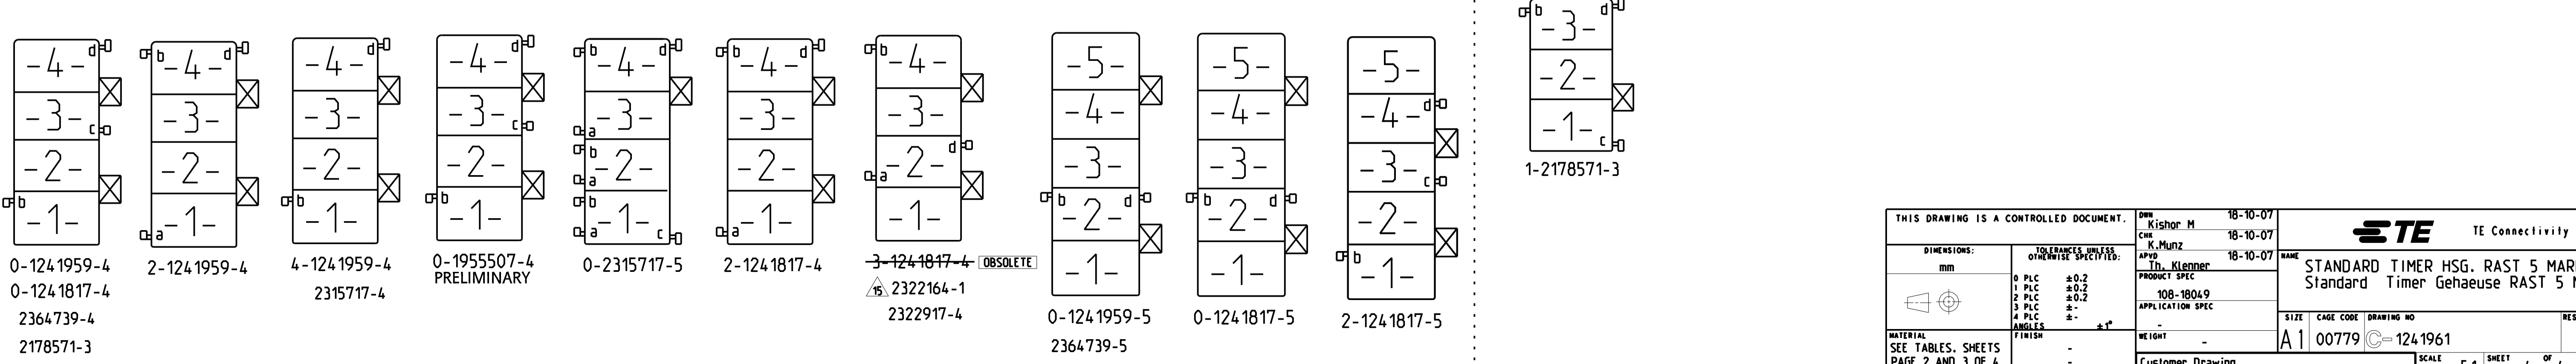 -4- d
-3- c
-2-
b -1-
0-1241959-4
0-1241817-4
2364739-4
2178571-3
b -4- d
-3-
-2-
a -1-
2-1241959-4
-4- d
-3-
-2-
b -1-
4-1241959-4
2315717-4
-4- d
-3- c
-2-
b -1-
0-1955507-4
PRELIMINARY
b -4- d
a -3-
b
a -2-
b
a -1- c
0-2315717-5
b -4- d
-3-
-2-
a -1-
2-1241817-4
b -4-
-3-
a -2- d
-1-
3-1241817-4 OBSOLETE
15 2322164-1
2322917-4
-5-
-4-
-3-
b -2- d
-1-
0-1241959-5
2364739-5
-5-
-4-
-3-
b -2- d
-1-
0-1241817-5
-5-
-4- d
-3- c
-2-
b -1-
2-1241817-5
b -3- d
-2-
-1- c
1-2178571-3
THIS DRAWING IS A CONTROLLED DOCUMENT.
DIMENSIONS:
mm
TOLERANCES UNLESS
OTHERWISE SPECIFIED:
0 PLC ±0.2
1 PLC ±0.2
2 PLC ±0.2
3 PLC ±-
4 PLC ±-
ANGLES ±1°
MATERIAL
SEE TABLES. SHEETS
PAGE 2 AND 3 OF 4
FINISH
-
-
DWN 18-10-07
Kishor M
CHK 18-10-07
K.Munz
APVD 18-10-07
Th. Klenner
PRODUCT SPEC
108-18049
APPLICATION SPEC
-
WEIGHT -
Customer Drawing
TE TE Connectivity
NAME
STANDARD TIMER HSG. RAST 5
Standard Timer Gehaeuse RAST 5
SIZE CAGE CODE DRAWING NO
A1 00779 C-1241961
SCALE SHEET OF